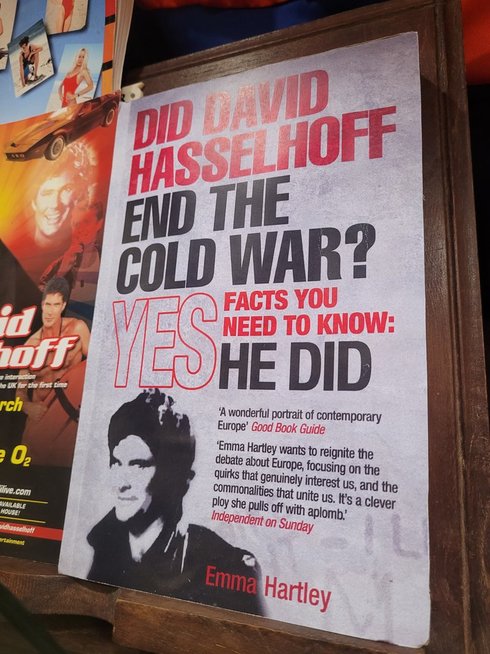 DID DAVID
HASSELHOFF
END THE
COLD WAR?
YES
FACTS YOU
NEED TO KNOW:
HE DID
'A wonderful portrait of contemporary
Europe' Good Book Guide
'Emma Hartley wants to reignite the
debate about Europe, focusing on the
quirks that genuinely interest us, and the
commonalities that unite us. It's a clever
ploy she pulls off with aplomb.'
Independent on Sunday
Emma Hartley
id
hoff
interaction
he UK for the first time
rch
e O2
live.com
AVAILABLE
HOUSE!
vidhasselhoff
ertainment